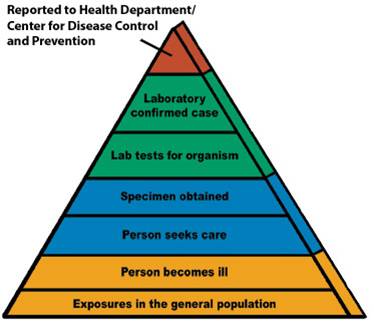 Reported to Health Department/
Center for Disease Control
and Prevention
Laboratory
confirmed case
Lab tests for organism
Specimen obtained
Person seeks care
Person becomes ill
Exposures in the general population